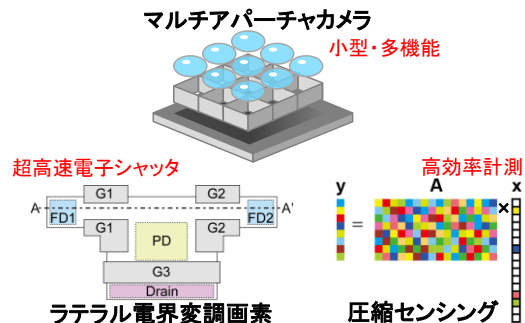 マルチアパーチャカメラ
小型・多機能
超高速電子シャッタ
高効率計測
G1 G2
A A'
FD1 FD2
G1 PD G2
G3
Drain
y A x
= ×
ラテラル電界変調画素
圧縮センシング